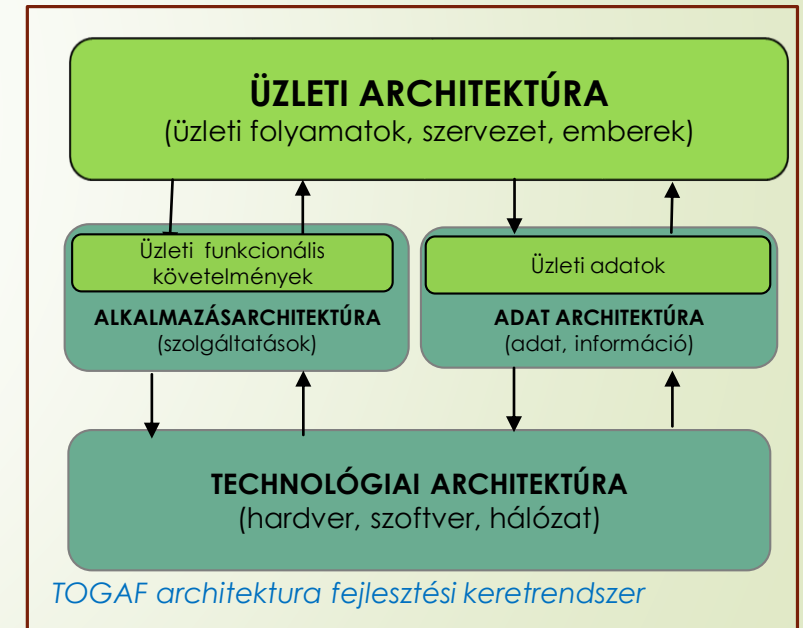 ÜZLETI ARCHITEKTÚRA
(üzleti folyamatok, szervezet, emberek)
Üzleti funkcionális
követelmények
ALKALMAZÁSARCHITEKTÚRA
(szolgáltatások)
Üzleti adatok
ADAT ARCHITEKTÚRA
(adat, információ)
TECHNOLÓGIAI ARCHITEKTÚRA
(hardver, szoftver, hálózat)
TOGAF architektura fejlesztési keretrendszer